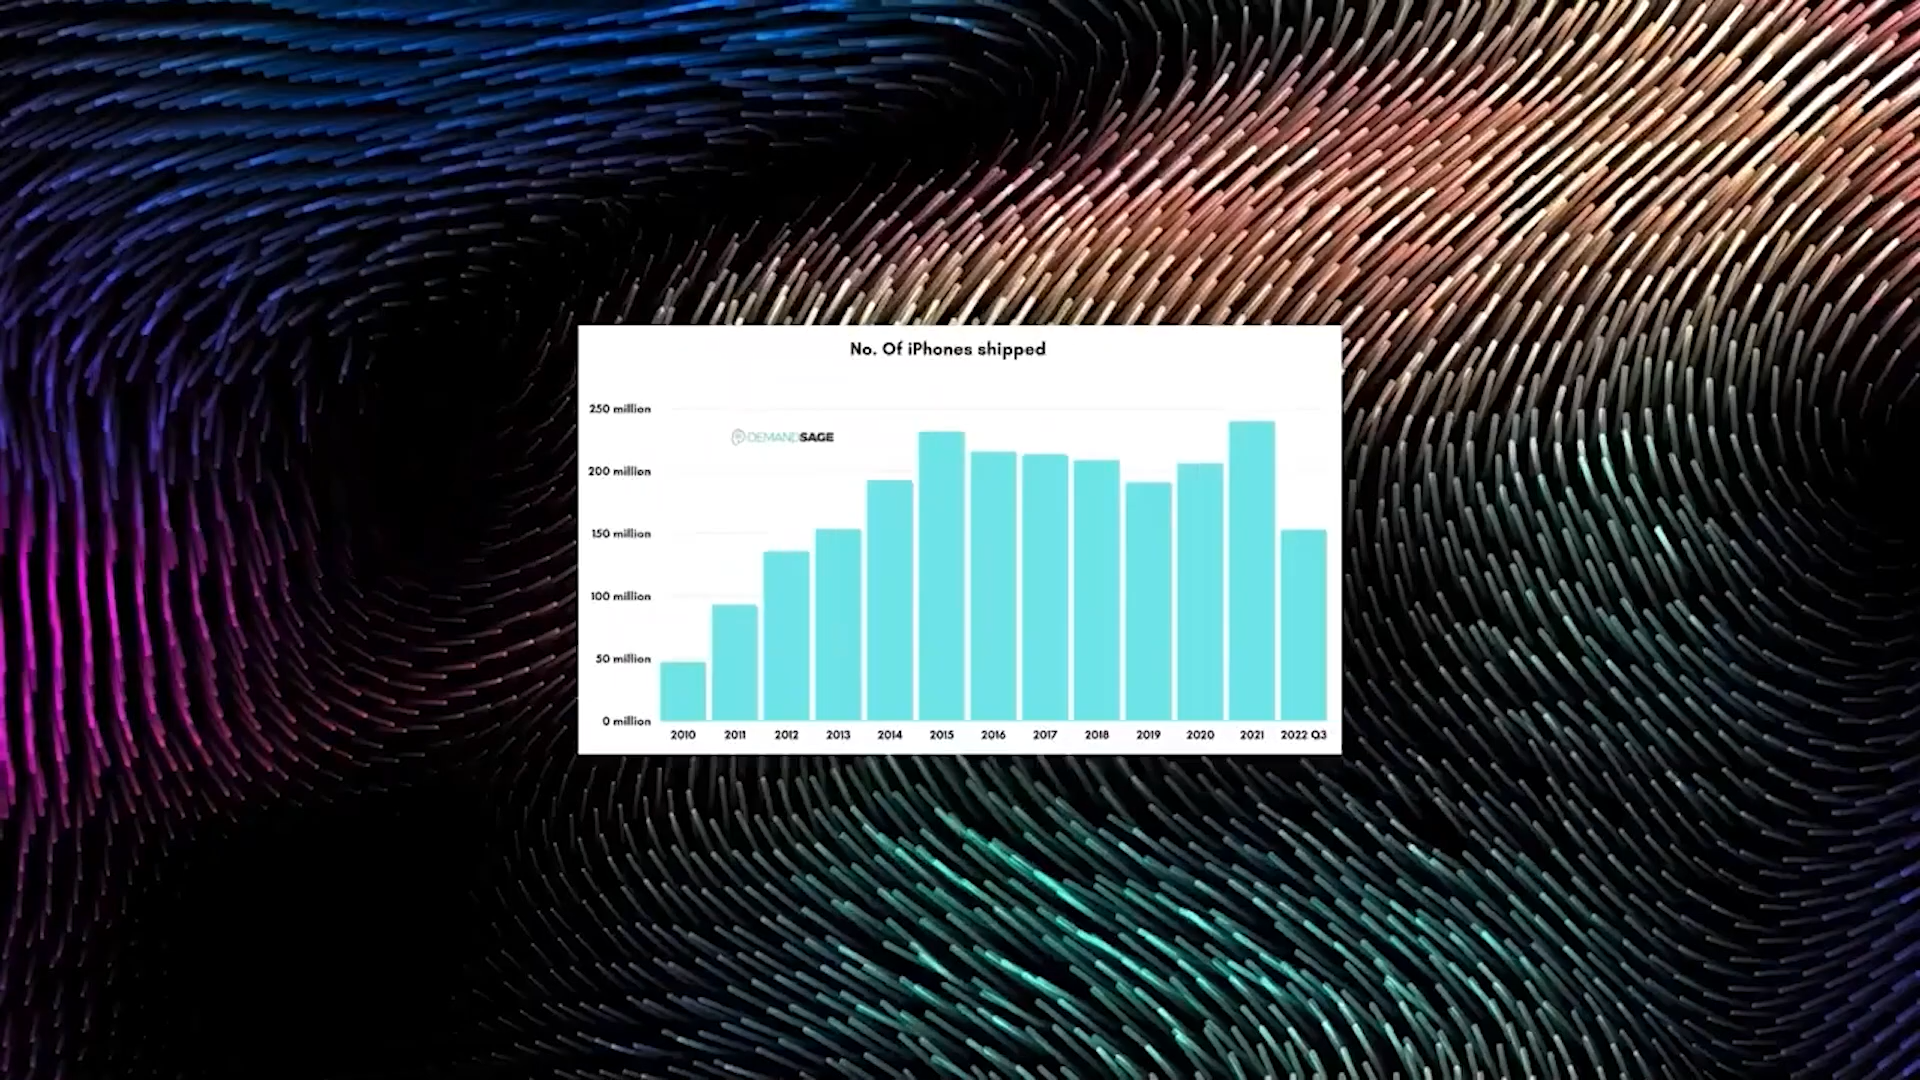 No. Of iPhones shipped
250 million
DEMANDSAGE
200 million
150 million
100 million
50 million
0 million
2010 2011 2012 2013 2014 2015 2016 2017 2018 2019 2020 2021 2022 Q3